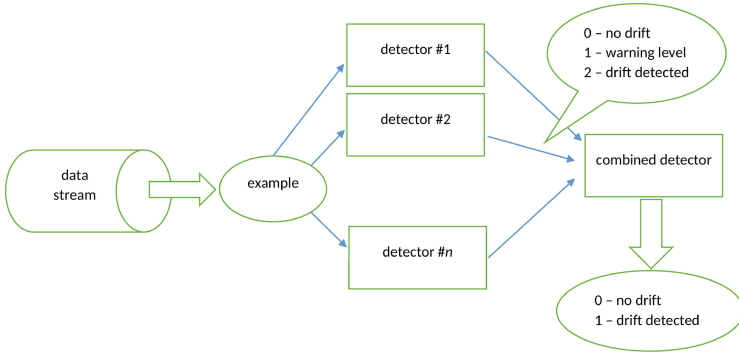 data
stream
example
detector #1
detector #2
detector #n
0 – no drift
1 – warning level
2 – drift detected
combined detector
0 – no drift
1 – drift detected